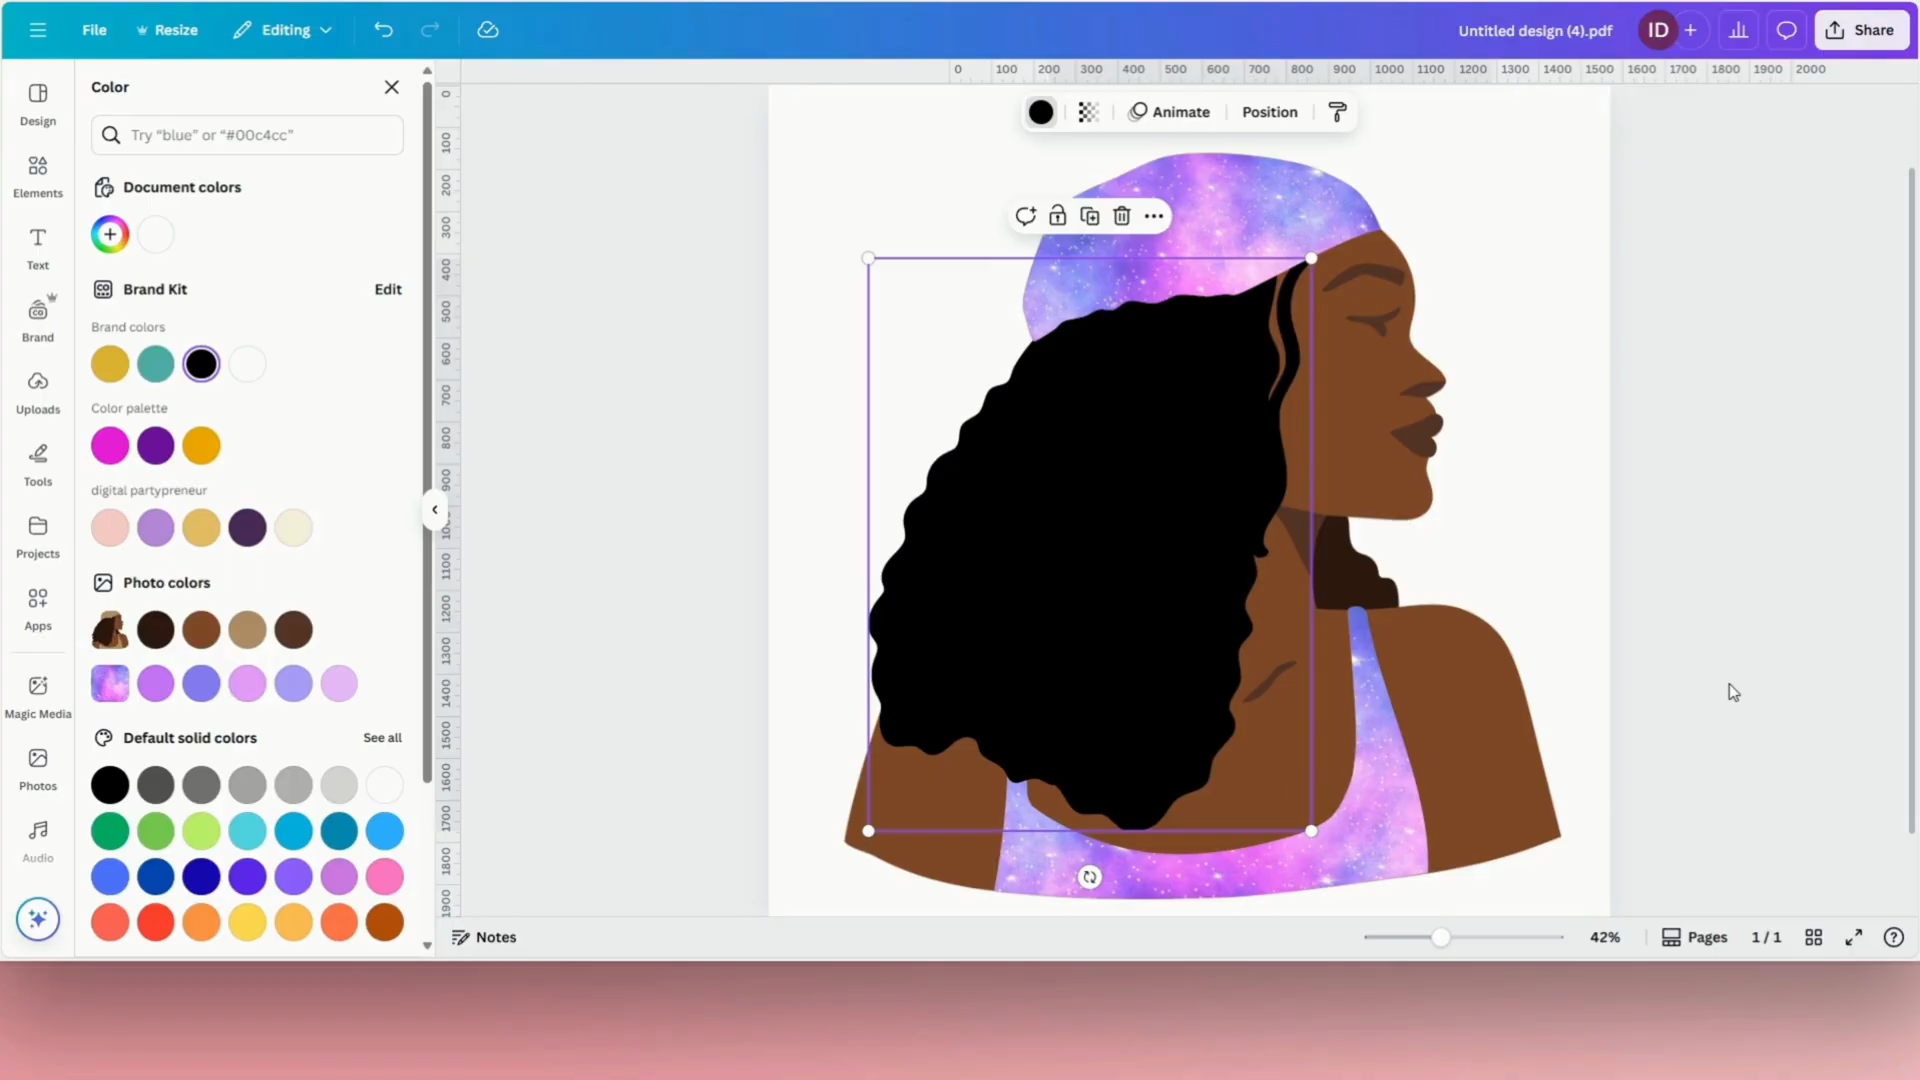 File
Resize
Editing
Untitled design (4).pdf
ID
Share
Design
Elements
Text
Brand
Uploads
Tools
Projects
Apps
Magic Media
Photos
Audio
Color
Try “blue” or “#00c4cc”
Document colors
Brand Kit
Edit
Brand colors
Color palette
digital partypreneur
Photo colors
Default solid colors
See all
0 100 200 300 400 500 600 700 800 900 1000 1100 1200 1300 1400 1500 1600 1700 1800 1900 2000
0
100
200
300
400
500
600
700
800
900
1000
1100
1200
1300
1400
1500
1600
1700
1800
1900
Animate
Position
Notes
42%
Pages
1 / 1